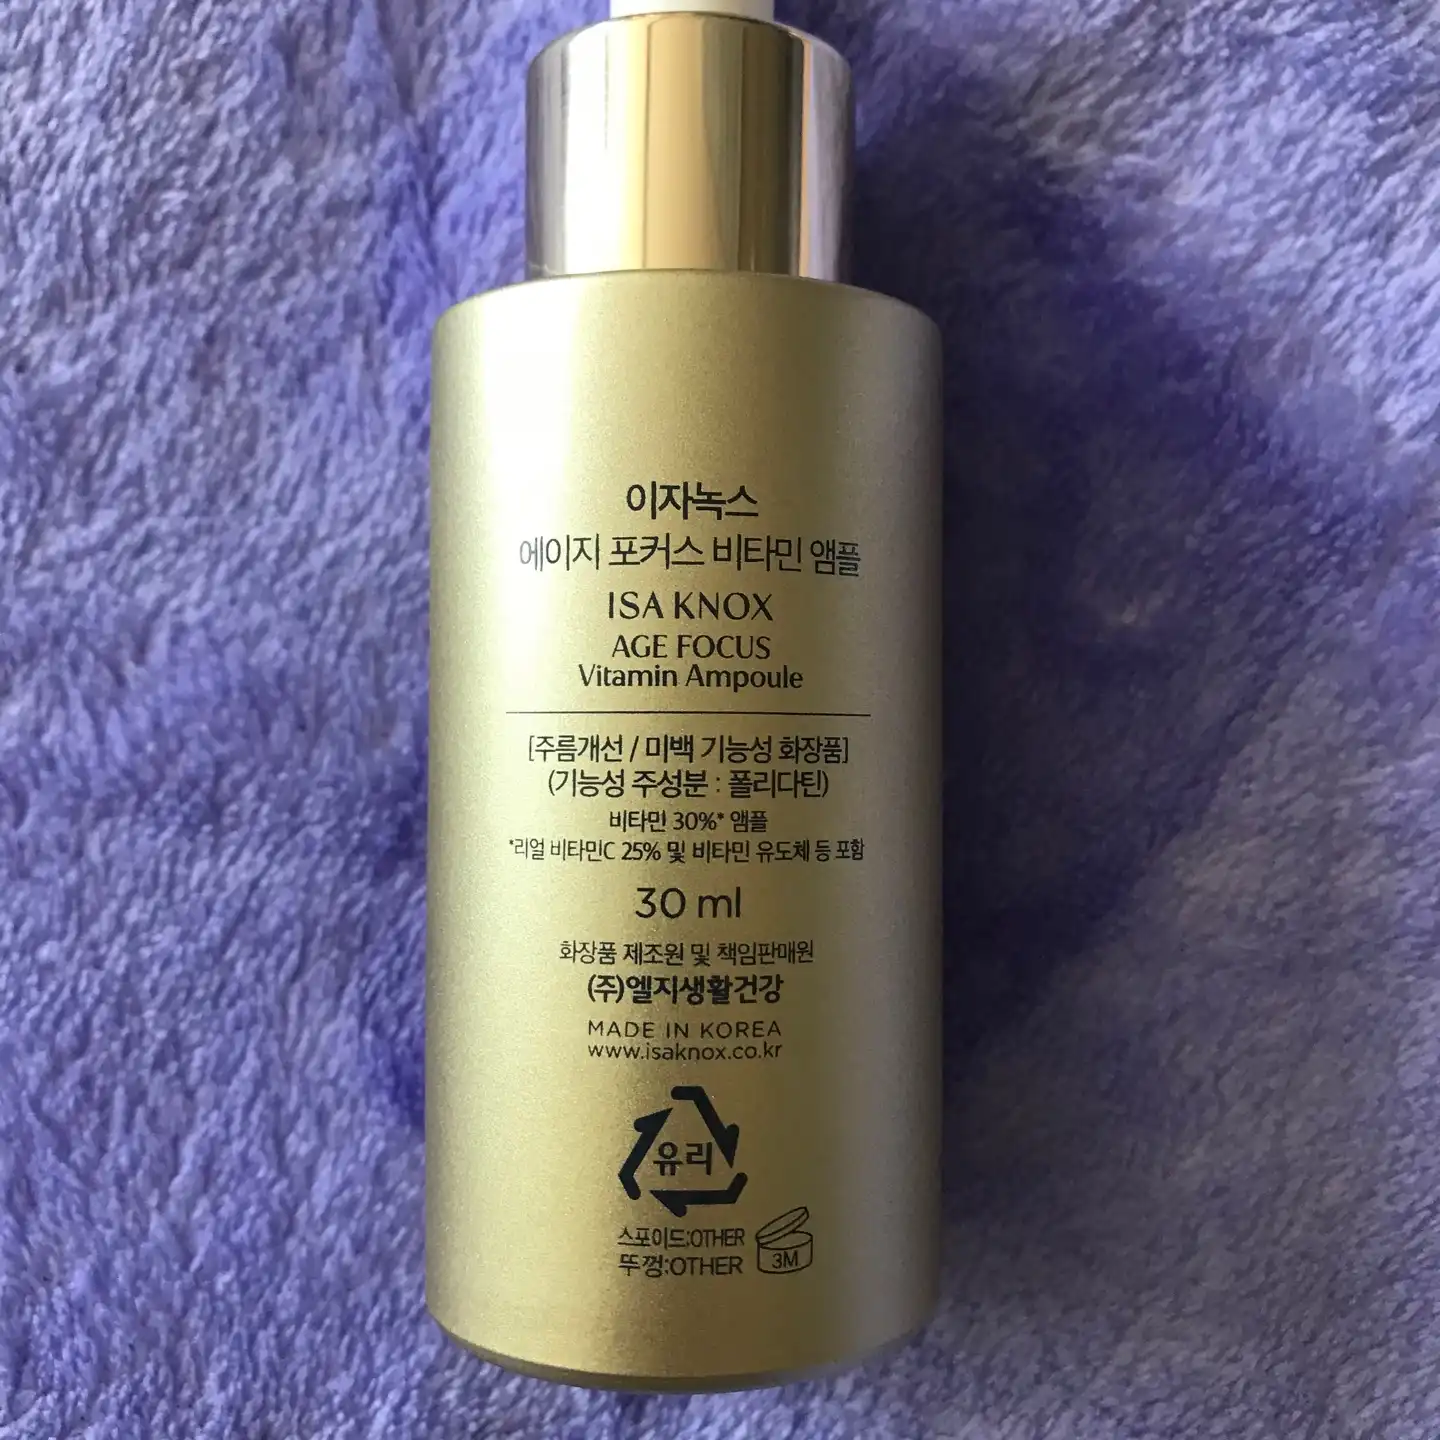 이자녹스
에이지 포커스 비타민 앰플
ISA KNOX
AGE FOCUS
Vitamin Ampoule
[주름개선 / 미백 기능성 화장품]
(기능성 주성분 : 폴리다틴)
비타민 30%* 앰플
*리얼 비타민C 25% 및 비타민 유도체 등 포함
30 ml
화장품 제조원 및 책임판매원
(주)엘지생활건강
MADE IN KOREA
www.isaknox.co.kr
유리
스포이드:OTHER
뚜껑:OTHER
3M